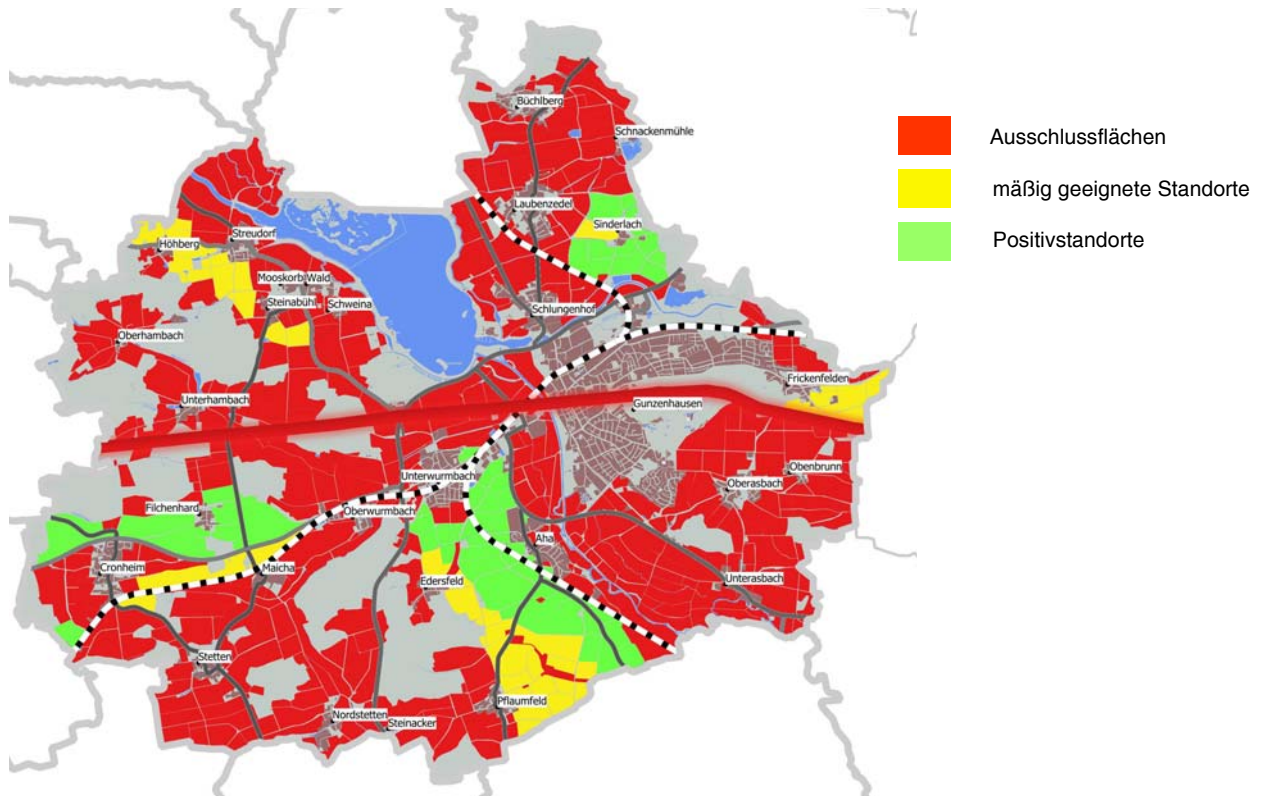 Büchlberg
Schnackenmühle
Laubenzedel
Sinderlach
Streudorf
Höhberg
Mooskorb Wald
Steinabühl
Schweina
Schlungenhof
Oberhambach
Frickenfelden
Unterhambach
Gunzenhausen
Obenbrunn
Unterwurmbach
Oberasbach
Filchenhard
Oberwurmbach
Aha
Cronheim
Maicha
Edersfeld
Unterasbach
Stetten
Pflaumfeld
Nordstetten
Steinacker
Ausschlussflächen
mäßig geeignete Standorte
Positivstandorte